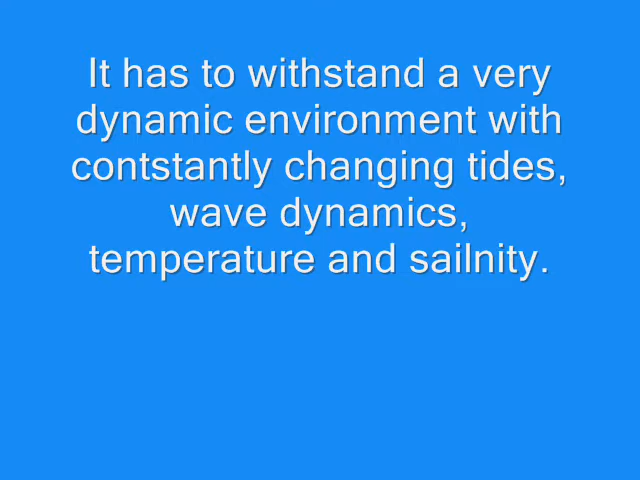 It has to withstand a very
dynamic environment with
contstantly changing tides,
wave dynamics,
temperature and sailnity.